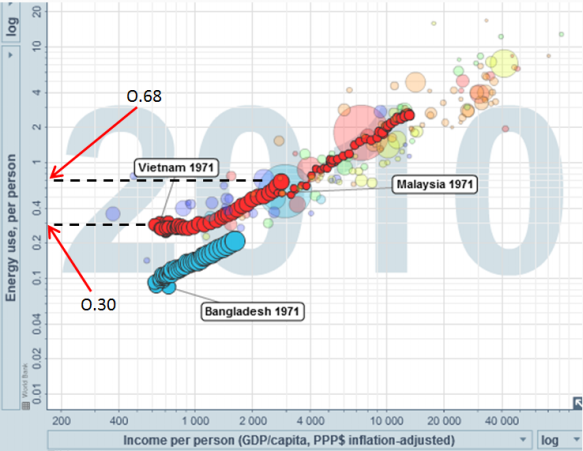 log
Energy use, per person
20
10
4
2
1
0.4
0.2
0.1
0.04
0.02
0.01
2010
0.68
0.30
Vietnam 1971
Malaysia 1971
Bangladesh 1971
World Bank
200 400 1 000 2 000 4 000 10 000 20 000 40 000
Income per person (GDP/capita, PPP$ inflation-adjusted) log